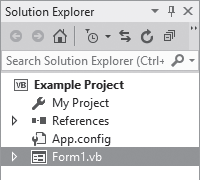 Solution Explorer
Search Solution Explorer (Ctrl+
VB Example Project
My Project
References
App.config
Form1.vb